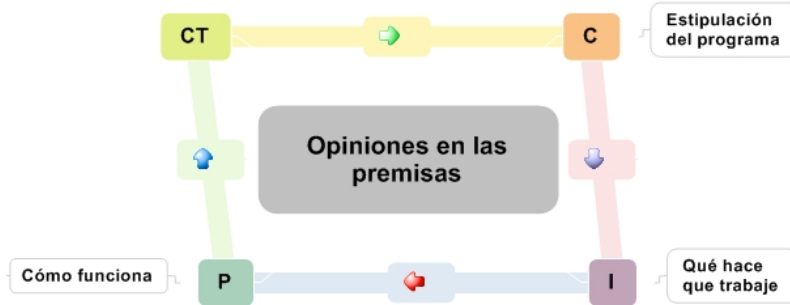 CT
C
Estipulación
del programa
Opiniones en las
premisas
Cómo funciona
P
I
Qué hace
que trabaje